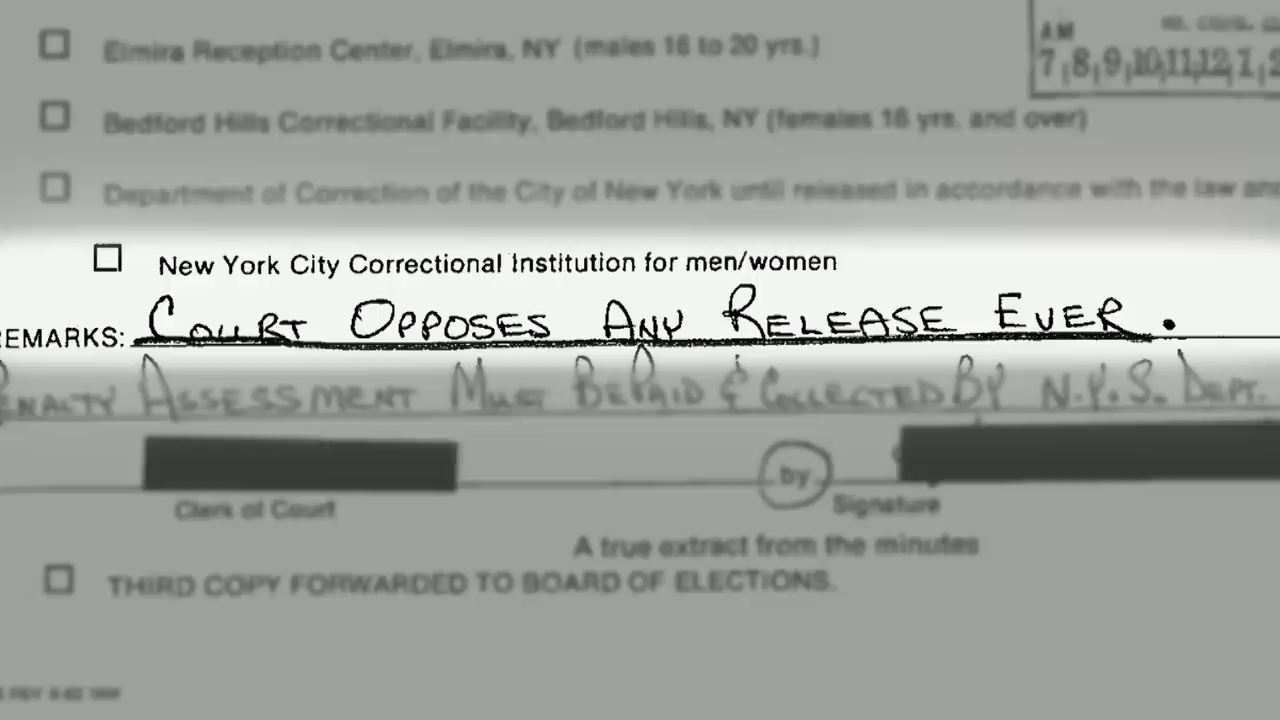 Elmira Reception Center, Elmira, NY (males 16 to 20 yrs.)
AM
7 8 9 10 11 12 1 2
Bedford Hills Correctional Facility, Bedford Hills, NY (females 16 yrs. and over)
Department of Correction of the City of New York until released in accordance with the law and
New York City Correctional Institution for men/women
EMARKS: COURT OPPOSES ANY RELEASE EVER.
ENALTY ASSESSMENT MUST BE PAID & COLLECTED BY N.Y.S. DEPT.
by
Clerk of Court
Signature
A true extract from the minutes
THIRD COPY FORWARDED TO BOARD OF ELECTIONS.